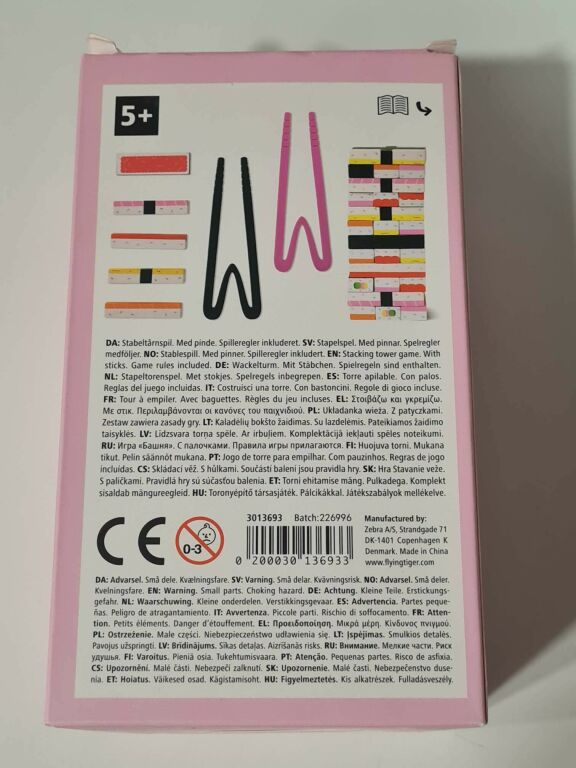 5+
DA: Stabeltårnspil. Med pinde. Spilleregler inkluderet. SV: Stapelspel. Med pinnar. Spelregler
medföljer. NO: Stablespill. Med pinner. Spilleregler inkludert. EN: Stacking tower game. With
sticks. Game rules included. DE: Wackelturm. Mit Stäbchen. Spielregeln sind enthalten.
NL: Stapeltorenspel. Met stokjes. Spelregels inbegrepen. ES: Torre apilable. Con palos.
Reglas del juego incluidas. IT: Costruisci una torre. Con bastoncini. Regole di gioco incluse.
FR: Tour à empiler. Avec baguettes. Règles du jeu incluses. EL: Στοιβάζω και γκρεμίζω.
Με στικ. Περιλαμβάνονται οι κανόνες του παιχνιδιού. PL: Układanka wieża. Z patyczkami.
Zestaw zawiera zasady gry. LT: Kaladėlių bokšto žaidimas. Su lazdelėmis. Pateikiamos žaidimo
taisyklės. LV: Līdzsvara torņa spēle. Ar irbuļiem. Komplektācijā iekļauti spēles noteikumi.
RU: Игра «Башня». С палочками. Правила игры прилагаются. FI: Huojuva torni. Mukana
tikut. Pelin säännöt mukana. PT: Jogo de torre para empilhar. Com pauzinhos. Regras de jogo
incluídas. CS: Skládací věž. S hůlkami. Součástí balení jsou pravidla hry. SK: Hra Stavanie veže.
S paličkami. Pravidlá hry sú súčasťou balenia. ET: Torni ehitamise mäng. Pulkadega. Komplekt
sisaldab mängureegleid. HU: Toronyépítő társasjáték. Pálcikákkal. Játékszabályok mellékelve.
CE
0-3
3013693 Batch:226996
0 200030 136933
Manufactured by:
Zebra A/S, Strandgade 71
DK-1401 Copenhagen K
Denmark. Made in China
www.flyingtiger.com
DA: Advarsel. Små dele. Kvælningsfare. SV: Varning. Små delar. Kvävningsrisk. NO: Advarsel. Små deler.
Kvelningsfare. EN: Warning. Small parts. Choking hazard. DE: Achtung. Kleine Teile. Erstickungs-
gefahr. NL: Waarschuwing. Kleine onderdelen. Verstikkingsgevaar. ES: Advertencia. Partes peque-
ñas. Peligro de atragantamiento. IT: Avvertenza. Piccole parti. Rischio di soffocamento. FR: Atten-
tion. Petits éléments. Danger d'étouffement. EL: Προειδοποίηση. Μικρά μέρη. Κίνδυνος πνιγμού.
PL: Ostrzeżenie. Małe części. Niebezpieczeństwo udławienia się. LT: Įspėjimas. Smulkios detalės.
Pavojus užspringti. LV: Brīdinājums. Sīkas detaļas. Aizrīšanās risks. RU: Внимание. Мелкие части. Риск
удушья. FI: Varoitus. Pieniä osia. Tukehtumisvaara. PT: Atenção. Pequenas partes. Risco de asfixia.
CS: Upozornění. Malé částí. Nebezpečí zalknutí. SK: Upozornenie. Malé časti. Nebezpečenstvo duse-
nia. ET: Hoiatus. Väikesed osad. Kägistamisoht. HU: Figyelmeztetés. Kis alkatrészek. Fulladásveszély.